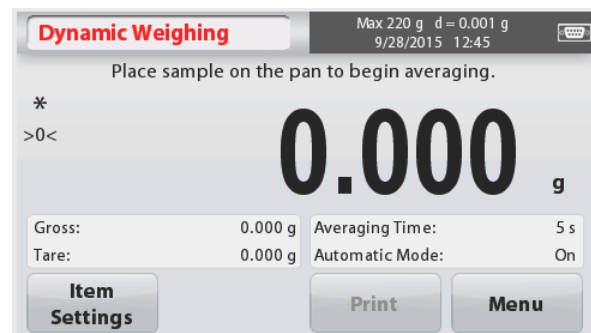 Dynamic Weighing
Max 220 g d = 0.001 g
9/28/2015 12:45
Place sample on the pan to begin averaging.
*
>0<
0.000 g
Gross: 0.000 g
Tare: 0.000 g
Averaging Time: 5 s
Automatic Mode: On
Item
Settings
Print
Menu